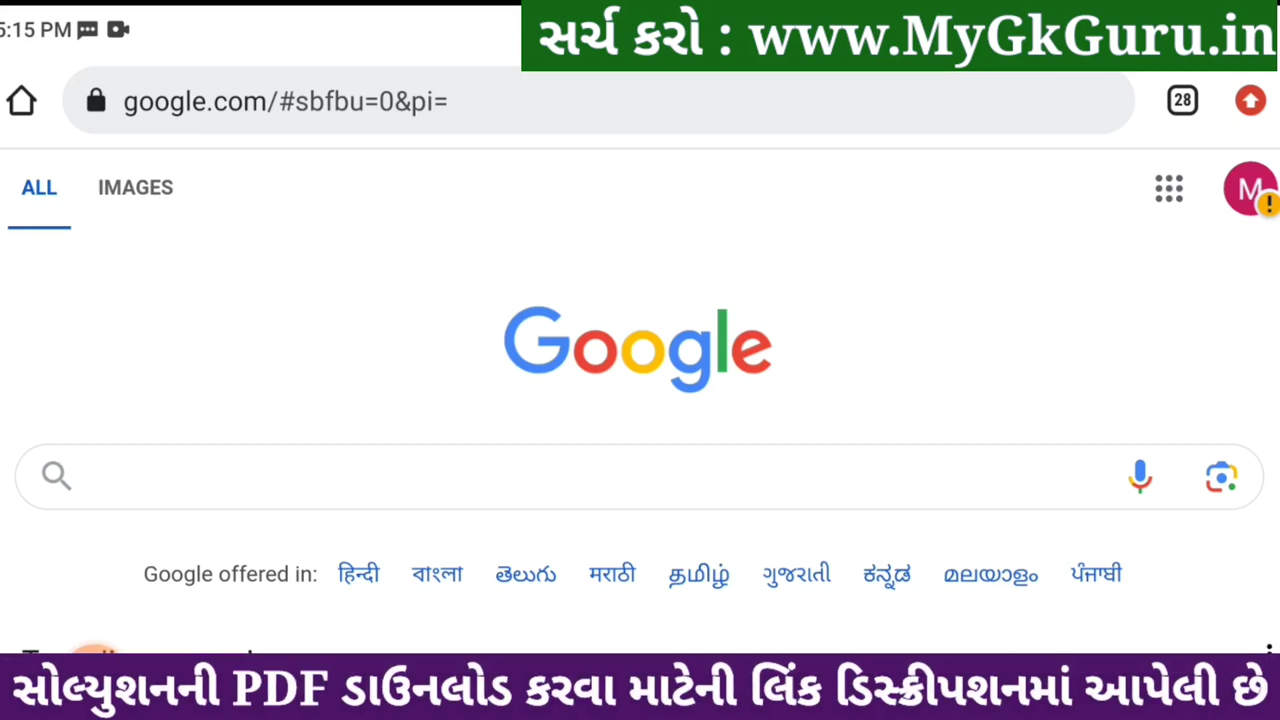 5:15 PM
સર્ચ કરો : www.MyGkGuru.in
google.com/#sbfbu=0&pi=
28
ALL IMAGES
M
Google
Google offered in: हिन्दी বাংলা తెలుగు मराठी தமிழ் ગુજરાતી ಕನ್ನಡ മലയാളം ਪੰਜਾਬੀ
સોલ્યુશનની PDF ડાઉનલોડ કરવા માટેની લિંક ડિસ્ક્રીપશનમાં આપેલી છે